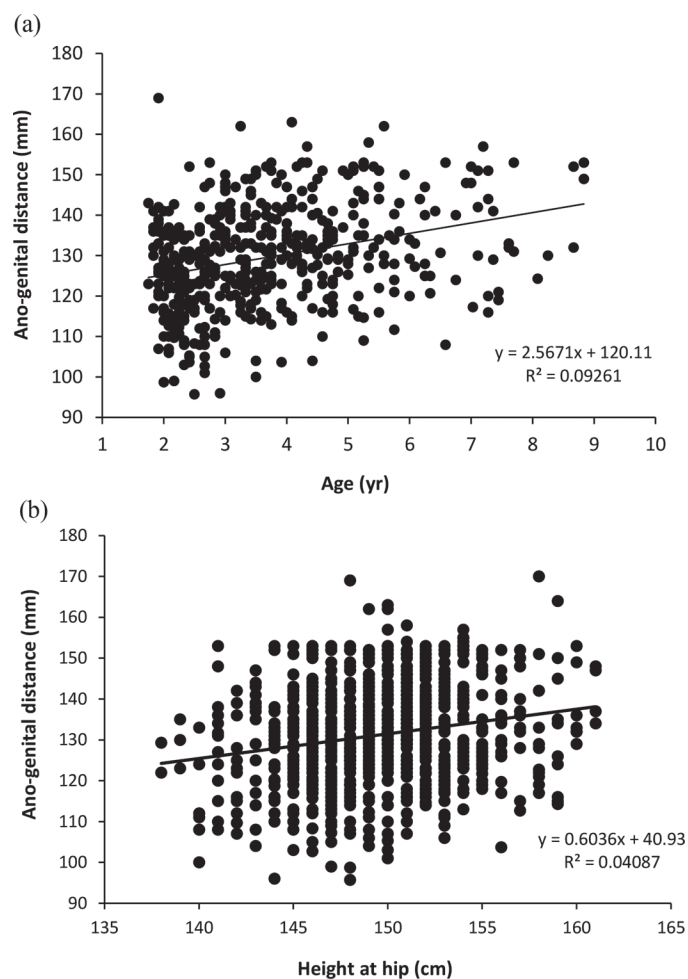 (a)
180
170
160
150
140
130
120
110
100
90
Ano-genital distance (mm)
y = 2.5671x + 120.11
R² = 0.09261
1 2 3 4 5 6 7 8 9 10
Age (yr)
(b)
180
170
160
150
140
130
120
110
100
90
Ano-genital distance (mm)
y = 0.6036x + 40.93
R² = 0.04087
135 140 145 150 155 160 165
Height at hip (cm)